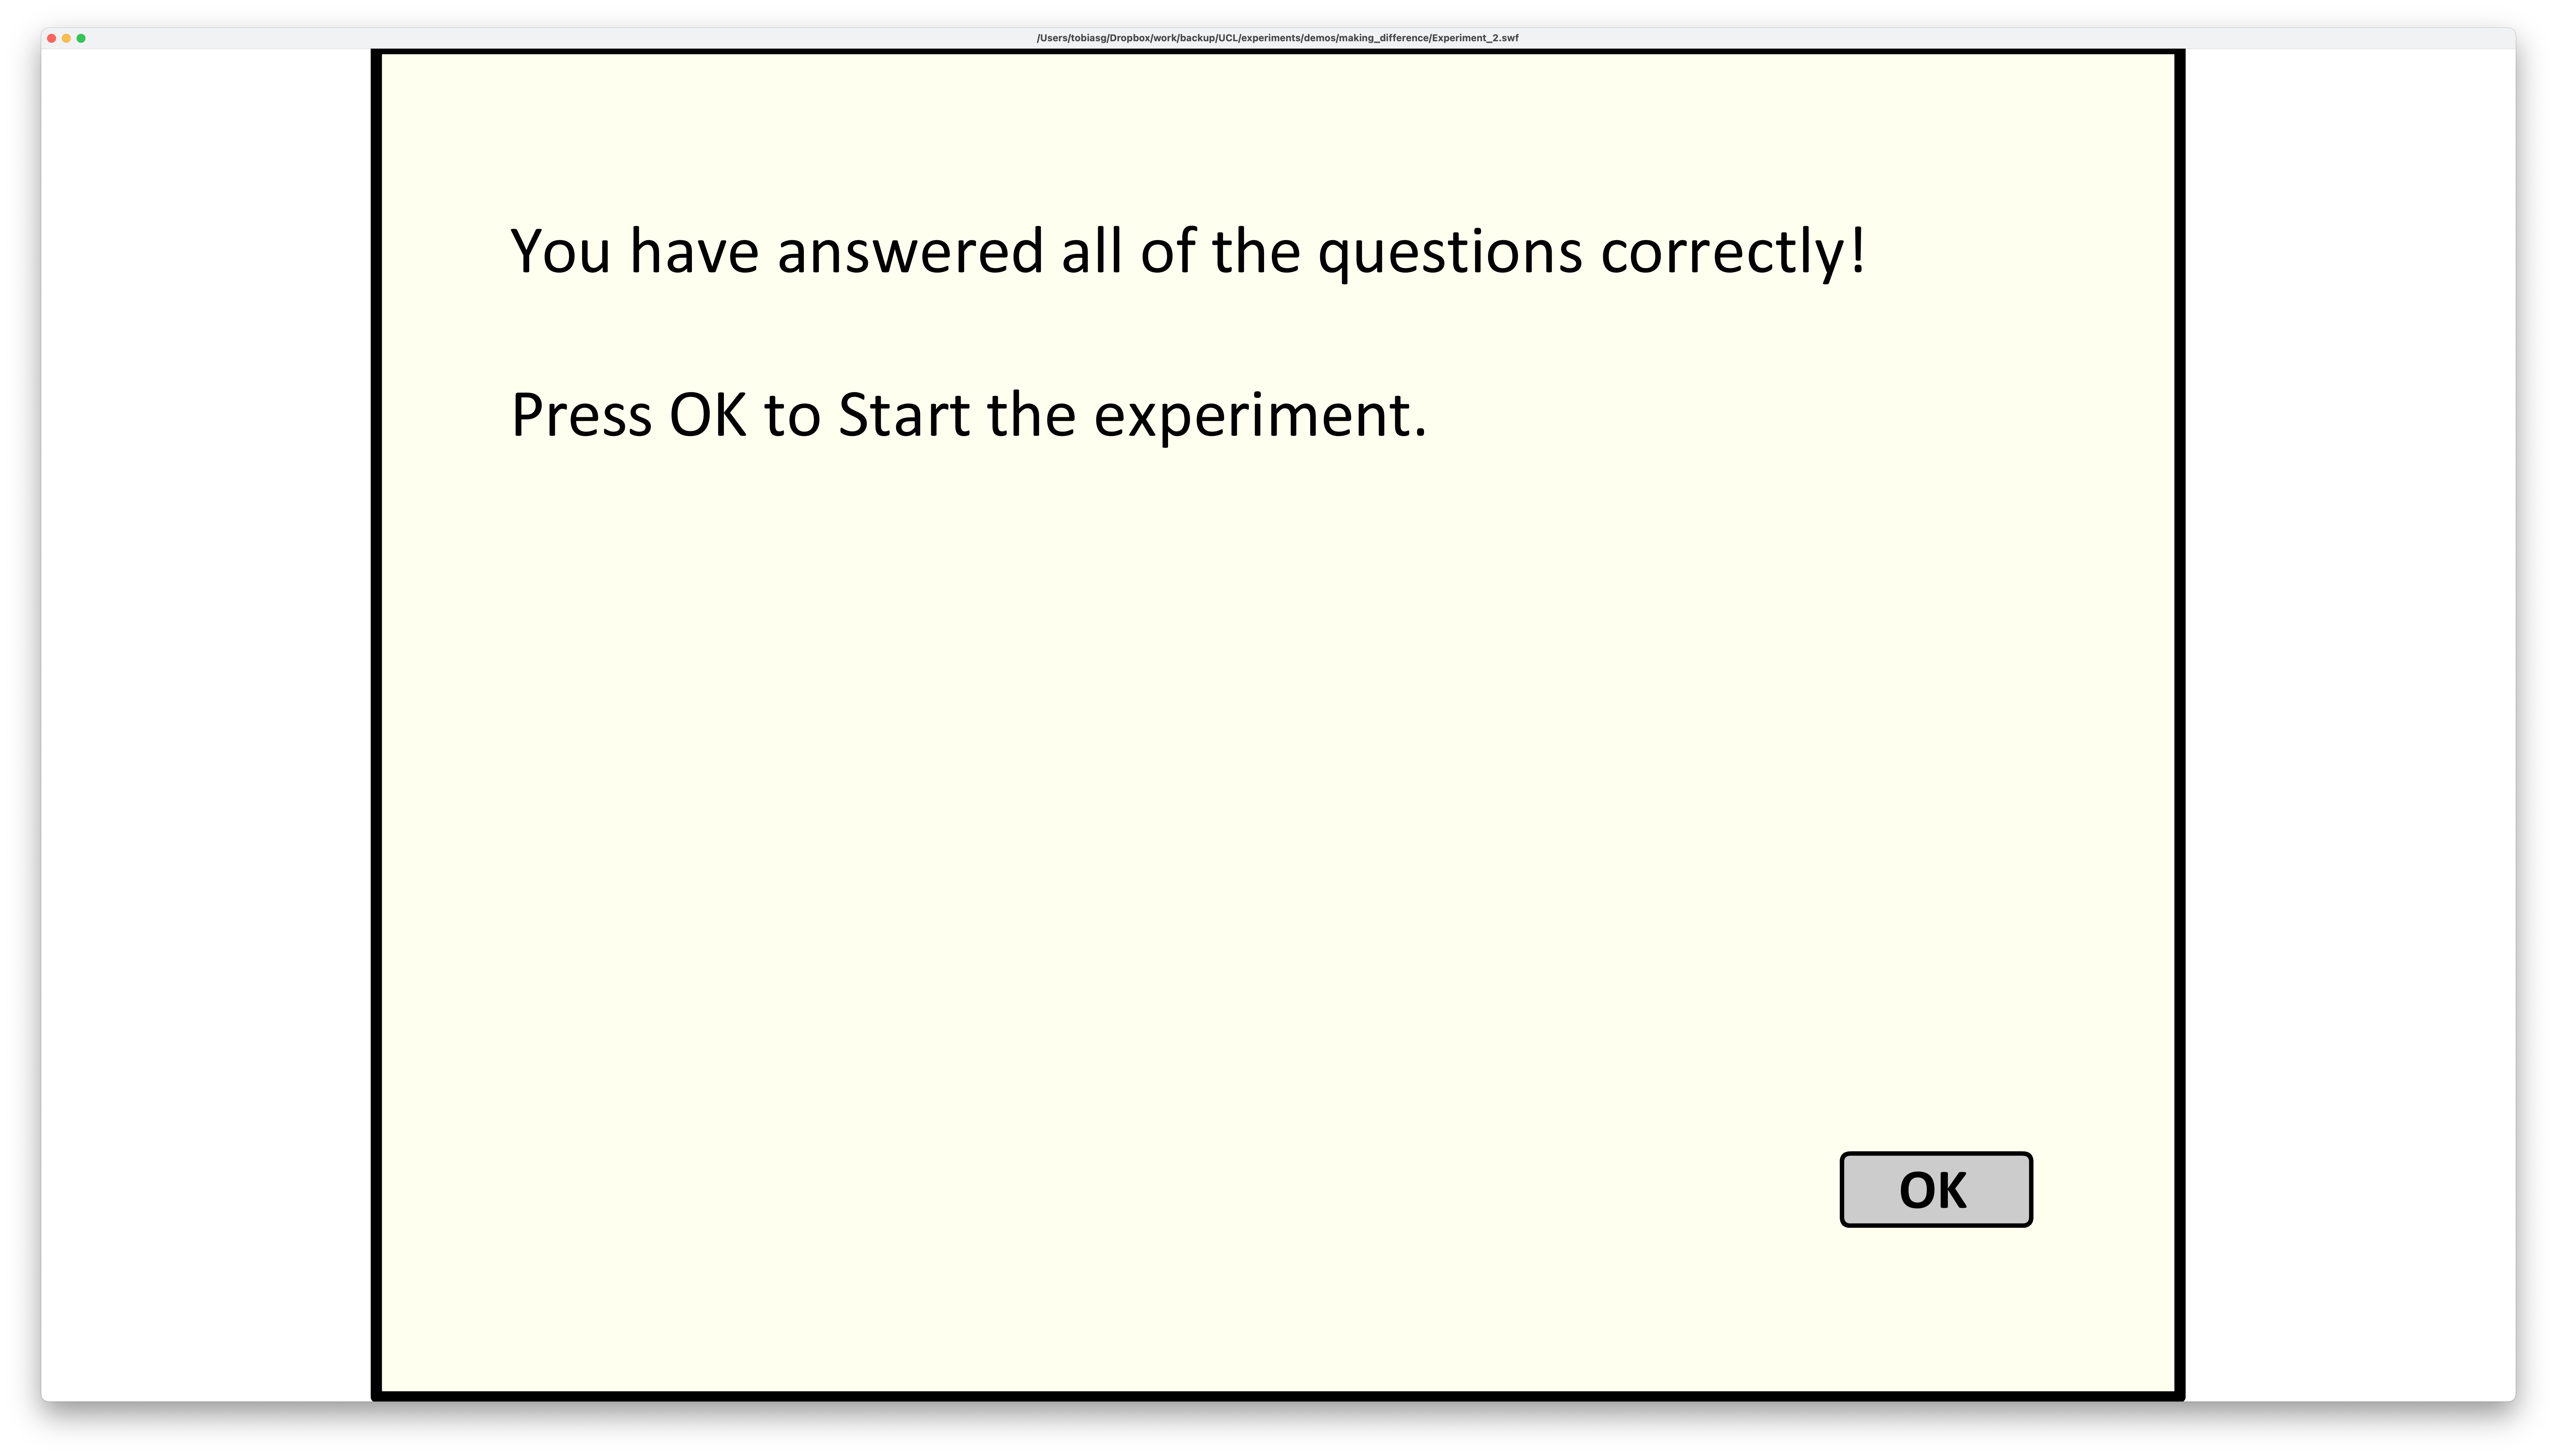 /Users/tobiasg/Dropbox/work/backup/UCL/experiments/demos/making_difference/Experiment_2.swf
You have answered all of the questions correctly!
Press OK to Start the experiment.
OK